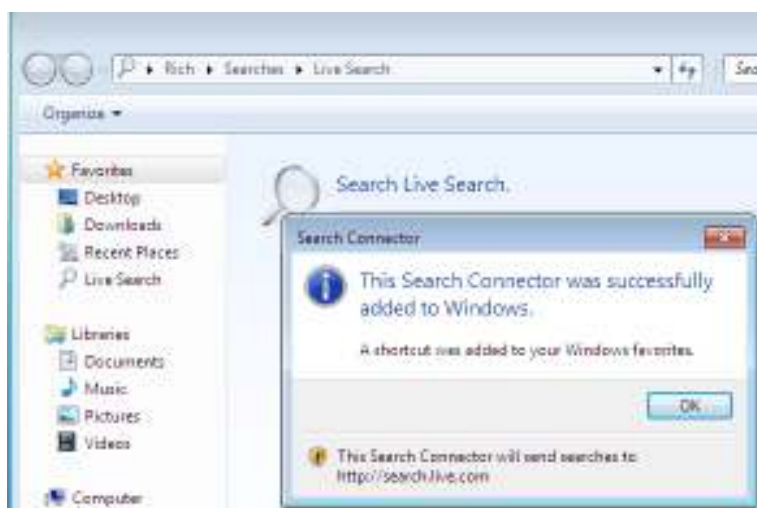 Rich Searches Live Search
Organize
Favorites
Desktop
Downloads
Recent Places
Live Search
Libraries
Documents
Music
Pictures
Videos
Computer
Search Live Search.
Search Connector
This Search Connector was successfully
added to Windows.
A shortcut was added to your Windows favorites.
OK
This Search Connector will send searches to:
http://search.live.com